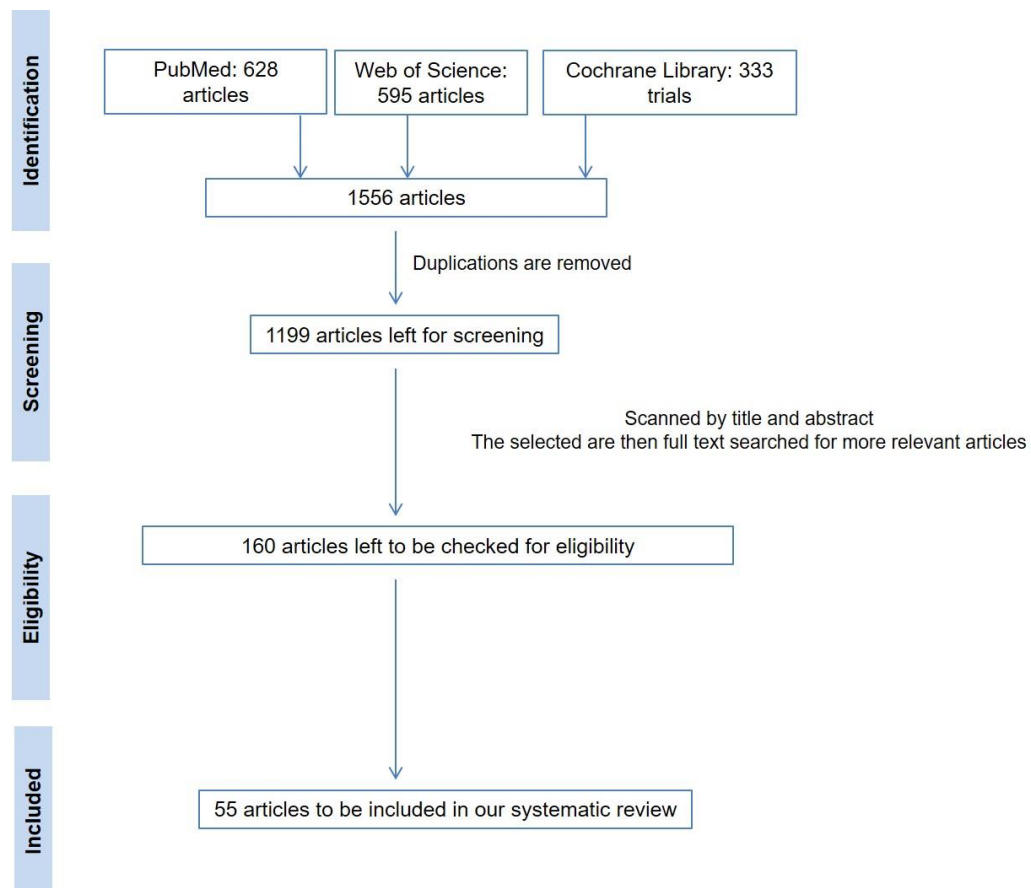 Identification
PubMed: 628
articles
Web of Science:
595 articles
Cochrane Library: 333
trials
1556 articles
Duplications are removed
Screening
1199 articles left for screening
Scanned by title and abstract
The selected are then full text searched for more relevant articles
Eligibility
160 articles left to be checked for eligibility
Included
55 articles to be included in our systematic review